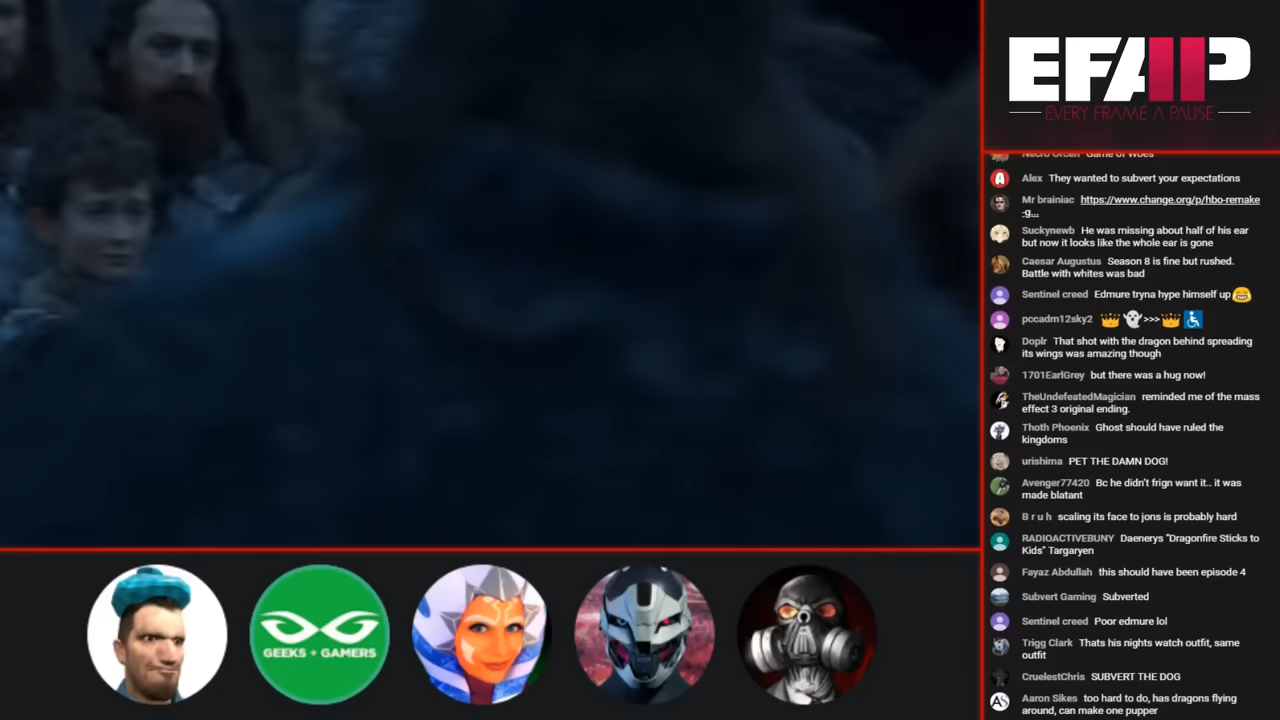 EFAP
EVERY FRAME A PAUSE
Necro Orcen Game of Woes
Alex They wanted to subvert your expectations
Mr brainiac https://www.change.org/p/hbo-remake
-g...
Suckynewb He was missing about half of his ear
but now it looks like the whole ear is gone
Caesar Augustus Season 8 is fine but rushed.
Battle with whites was bad
Sentinel creed Edmure tryna hype himself up
pccadm12sky2 >>>
Doplr That shot with the dragon behind spreading
its wings was amazing though
1701EarlGrey but there was a hug now!
TheUndefeatedMagician reminded me of the mass
effect 3 original ending.
Thoth Phoenix Ghost should have ruled the
kingdoms
urishima PET THE DAMN DOG!
Avenger77420 Bc he didn't frign want it.. it was
made blatant
B r u h scaling its face to jons is probably hard
RADIOACTIVEBUNY Daenerys "Dragonfire Sticks to
Kids" Targaryen
Fayaz Abdullah this should have been episode 4
Subvert Gaming Subverted
Sentinel creed Poor edmure lol
Trigg Clark Thats his nights watch outfit, same
outfit
CruelestChris SUBVERT THE DOG
Aaron Sikes too hard to do, has dragons flying
around, can make one pupper
GEEKS + GAMERS